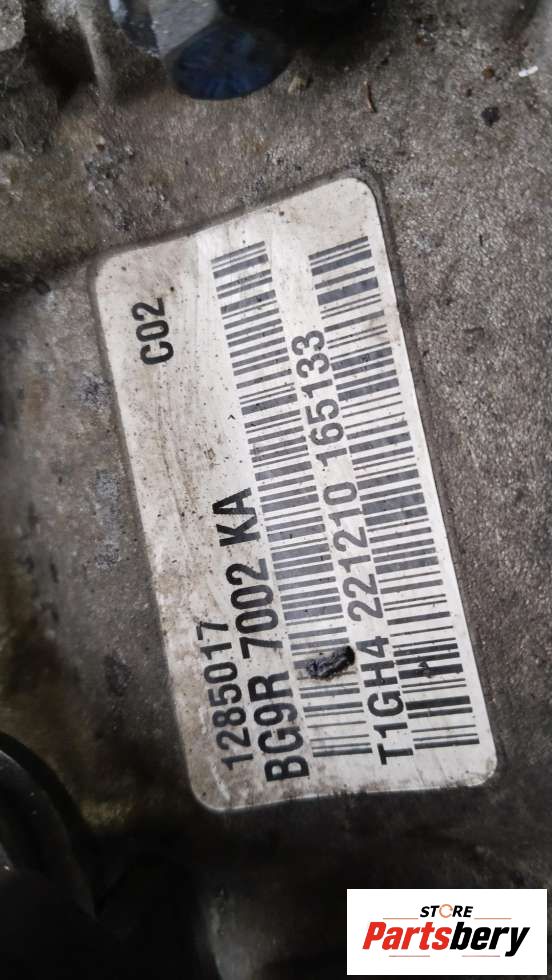 C02
1285017
BG9R 7002 KA
T1GH4 221210 165133
STORE
Partsbery